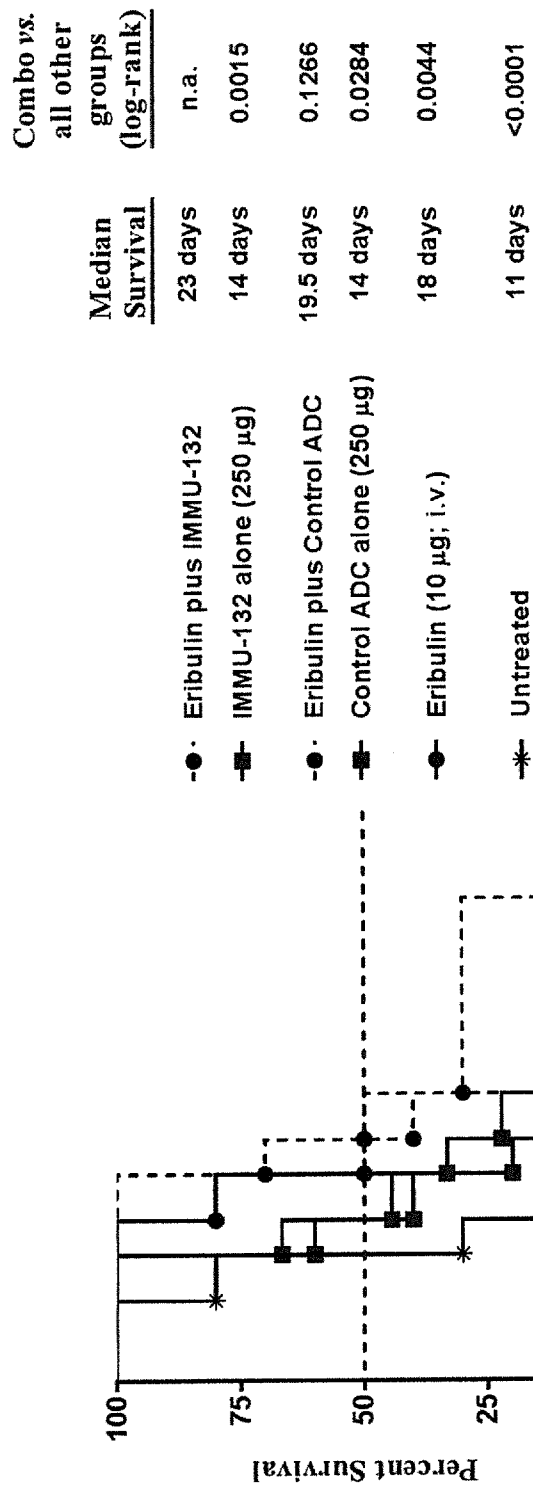 Combo vs.
all other
groups
(log-rank)
Median
Survival
Eribulin plus IMMU-132 23 days n.a.
IMMU-132 alone (250 µg) 14 days 0.0015
Eribulin plus Control ADC 19.5 days 0.1266
Control ADC alone (250 µg) 14 days 0.0284
Eribulin (10 µg; i.v.) 18 days 0.0044
Untreated 11 days <0.0001
Percent Survival
100
75
50
25